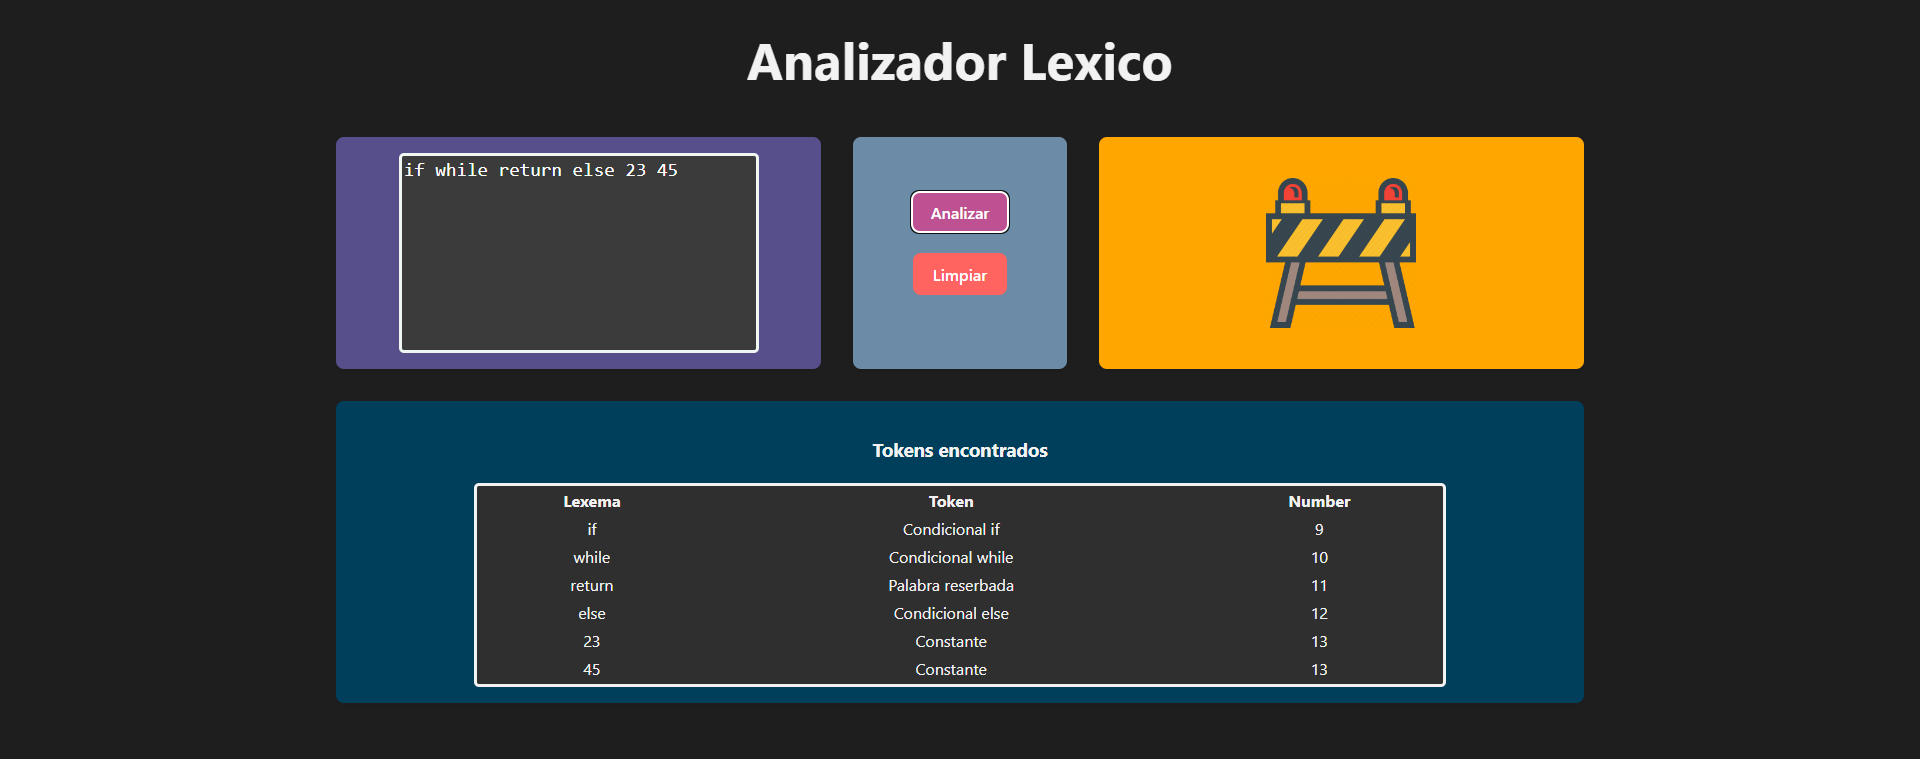 Analizador Lexico
if while return else 23 45
Analizar
Limpiar
Tokens encontrados
Lexema Token Number
if Condicional if 9
while Condicional while 10
return Palabra reserbada 11
else Condicional else 12
23 Constante 13
45 Constante 13